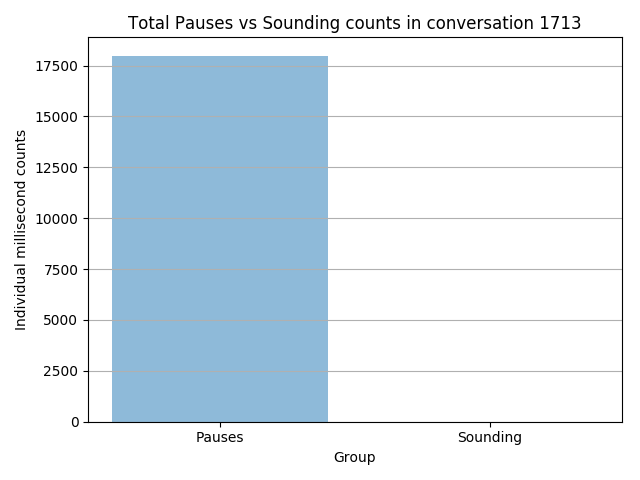 Total Pauses vs Sounding counts in conversation 1713
Individual millisecond counts
17500
15000
12500
10000
7500
5000
2500
0
Pauses
Sounding
Group